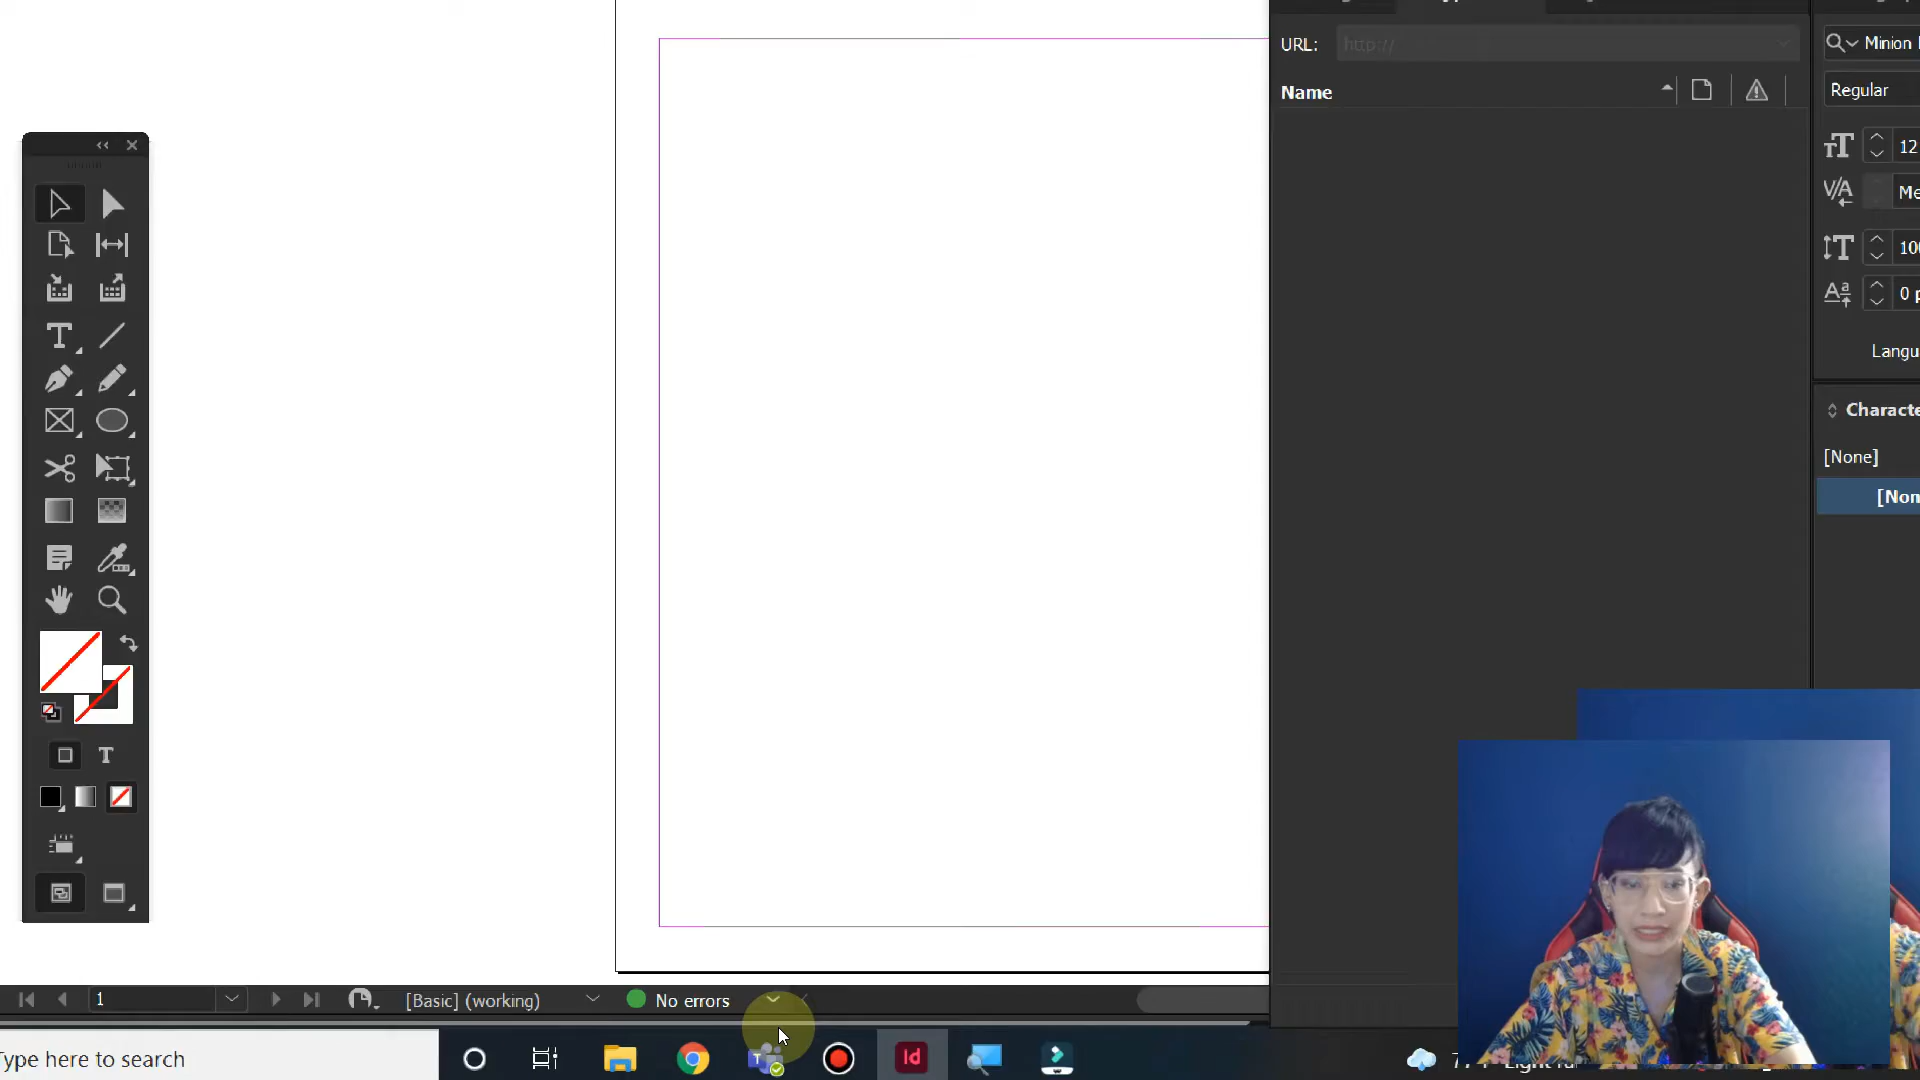 URL:
http://
Minion
Name
Regular
12
Me
100
0 p
Langu
Characte
[None]
[Non
1
[Basic] (working)
No errors
Type here to search
Id